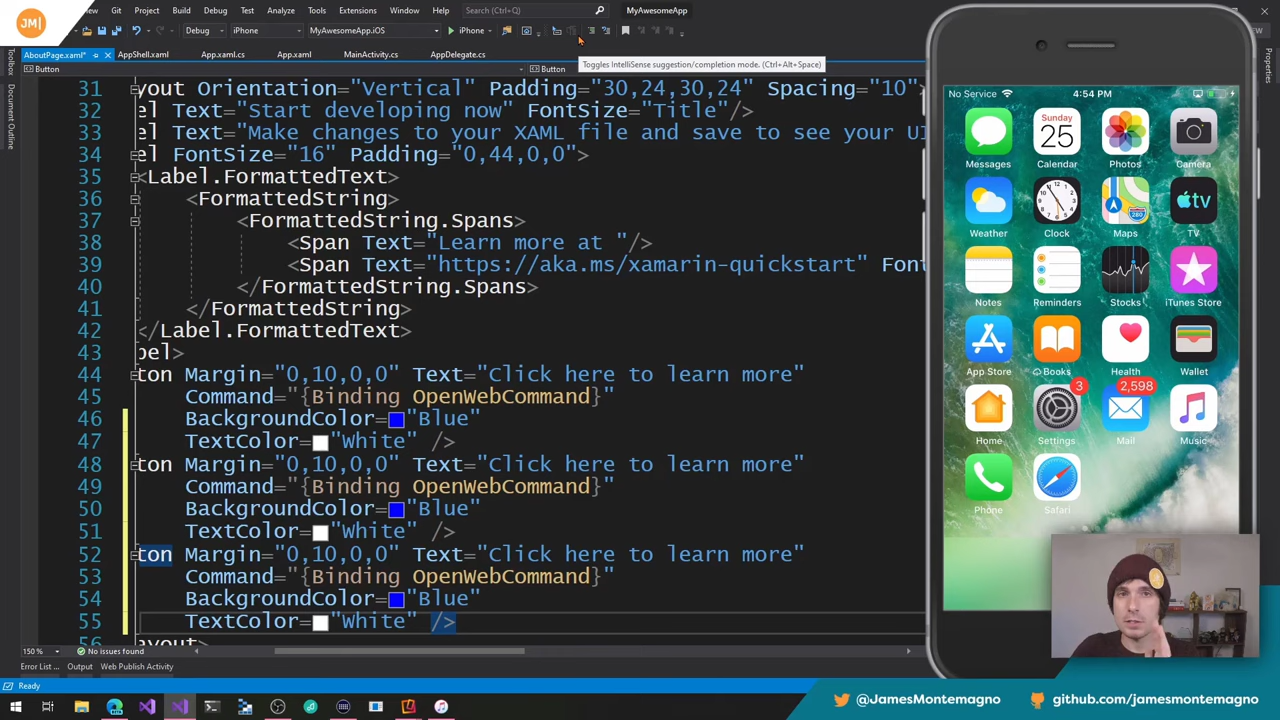 JM
ew
Git
Project
Build
Debug
Test
Analyze
Tools
Extensions
Window
Help
Search (Ctrl+Q)
MyAwesomeApp
Debug
iPhone
MyAwesomeApp.iOS
iPhone
AboutPage.xaml*
AppShell.xaml
App.xaml.cs
App.xaml
MainActivity.cs
AppDelegate.cs
Button
Button
Toggles IntelliSense suggestion/completion mode. (Ctrl+Alt+Space)
Toolbox
Document Outline
Properties
31 yout Orientation="Vertical" Padding="30,24,30,24" Spacing="10">
32 el Text="Start developing now" FontSize="Title"/>
33 el Text="Make changes to your XAML file and save to see your UI
34 el FontSize="16" Padding="0,44,0,0">
35 <Label.FormattedText>
36 <FormattedString>
37 <FormattedString.Spans>
38 <Span Text="Learn more at "/>
39 <Span Text="https://aka.ms/xamarin-quickstart" Fon
40 </FormattedString.Spans>
41 </FormattedString>
42 </Label.FormattedText>
43 bel>
44 ton Margin="0,10,0,0" Text="Click here to learn more"
45 Command="{Binding OpenWebCommand}"
46 BackgroundColor="Blue"
47 TextColor="White" />
48 ton Margin="0,10,0,0" Text="Click here to learn more"
49 Command="{Binding OpenWebCommand}"
50 BackgroundColor="Blue"
51 TextColor="White" />
52 ton Margin="0,10,0,0" Text="Click here to learn more"
53 Command="{Binding OpenWebCommand}"
54 BackgroundColor="Blue"
55 TextColor="White" />
56 ayout>
150 %
No issues found
Error List ...
Output
Web Publish Activity
Ready
No Service
4:54 PM
Sunday
25
Messages
Calendar
Photos
Camera
tv
280
Weather
Clock
Maps
TV
Notes
Reminders
Stocks
iTunes Store
App Store
Books
Health
Wallet
3
2,598
Home
Settings
Mail
Music
Phone
Safari
@JamesMontemagno
github.com/jamesmontemagno